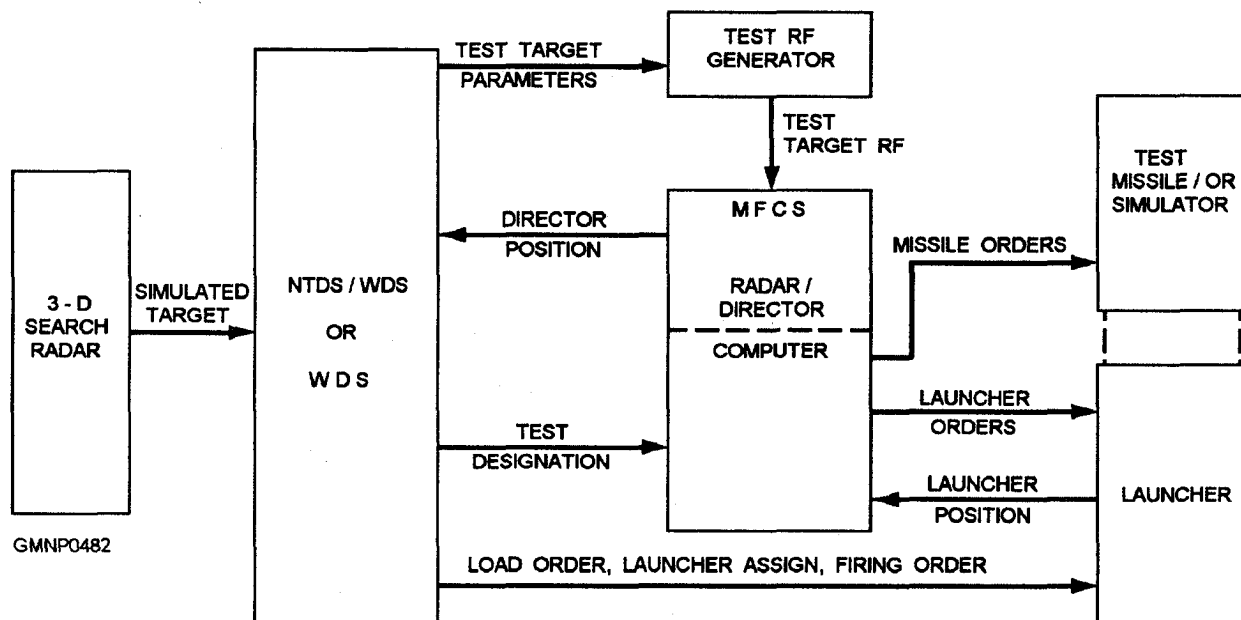 TEST TARGET
PARAMETERS
TEST RF
GENERATOR
TEST
TARGET RF
TEST
MISSILE / OR
SIMULATOR
MFCS
DIRECTOR
POSITION
MISSILE ORDERS
RADAR /
DIRECTOR
COMPUTER
3 - D
SEARCH
RADAR
SIMULATED
TARGET
NTDS / WDS
OR
WDS
LAUNCHER
ORDERS
TEST
DESIGNATION
LAUNCHER
POSITION
LAUNCHER
GMNP0482
LOAD ORDER, LAUNCHER ASSIGN, FIRING ORDER